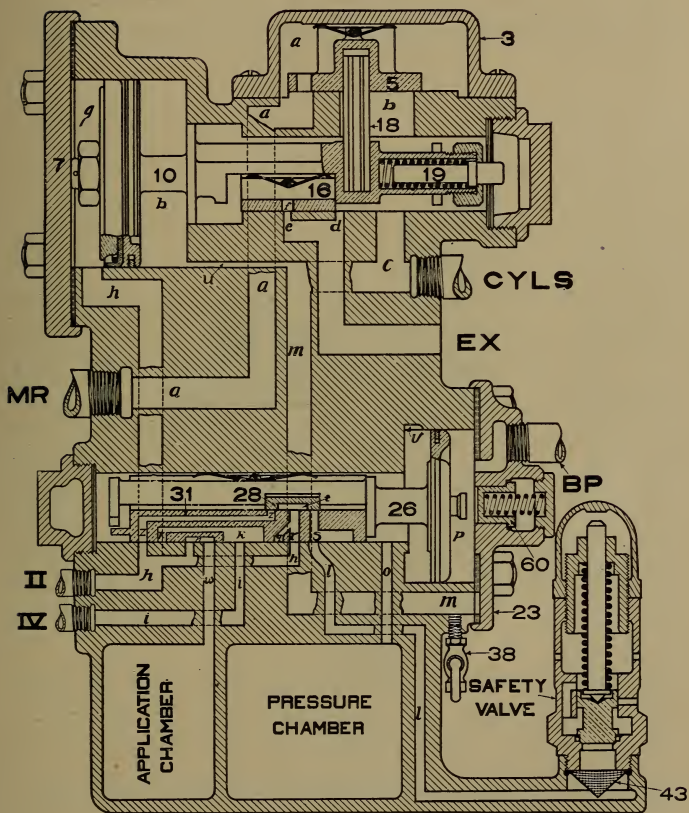 3
a
5
a
b
18
g
7
10
b
16
19
r
e
d
u
c
CYLS
h
a
m
EX
MR
a
v
BP
31
28
e
26
p
60
k
s
h
II
h
w
i
l
o
m
23
IV
i
38
APPLICATION CHAMBER
PRESSURE CHAMBER
SAFETY VALVE
l
43